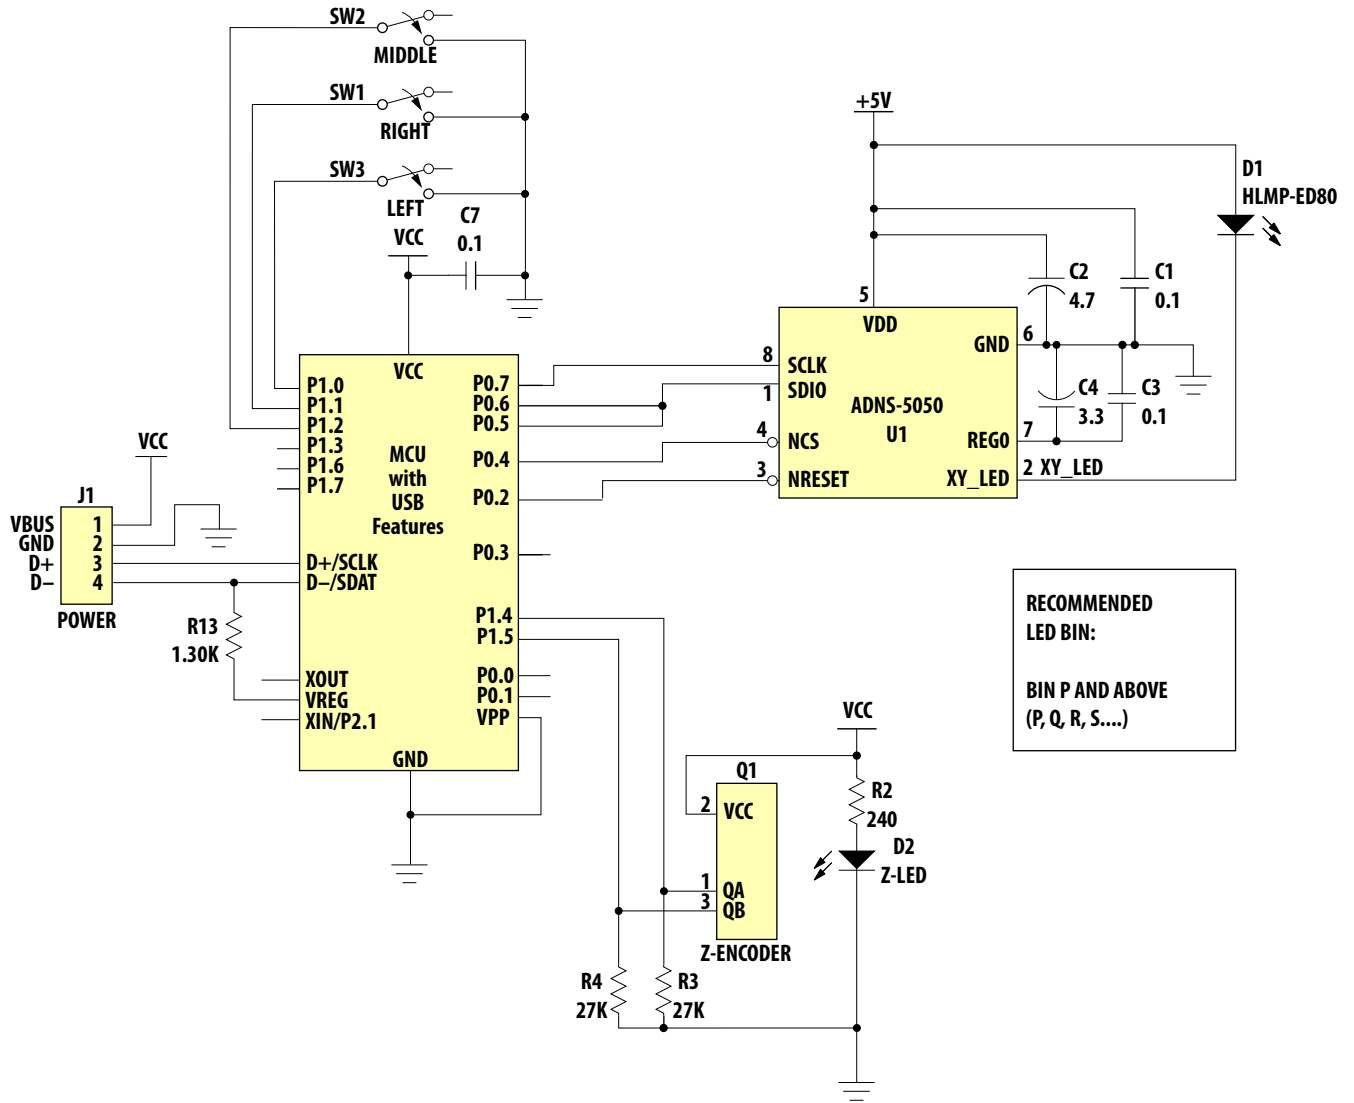 SW2
MIDDLE
SW1
RIGHT
SW3
LEFT
C7
0.1
VCC
+5V
D1
HLMP-ED80
C2
4.7
C1
0.1
5
VDD
GND 6
8 SCLK
1 SDIO
ADNS-5050
U1
C4
3.3
C3
0.1
4 NCS
REG0 7
3 NRESET
XY_LED 2 XY_LED
VCC
P1.0
P1.1
P1.2
P1.3
P1.6
P1.7
P0.7
P0.6
P0.5
P0.4
P0.2
P0.3
MCU
with
USB
Features
VCC
J1
VBUS 1
GND 2
D+ 3
D– 4
POWER
D+/SCLK
D–/SDAT
R13
1.30K
XOUT
VREG
XIN/P2.1
P1.4
P1.5
P0.0
P0.1
VPP
GND
RECOMMENDED
LED BIN:
BIN P AND ABOVE
(P, Q, R, S....)
VCC
Q1
2 VCC
R2
240
D2
Z-LED
1 QA
3 QB
Z-ENCODER
R4
27K
R3
27K